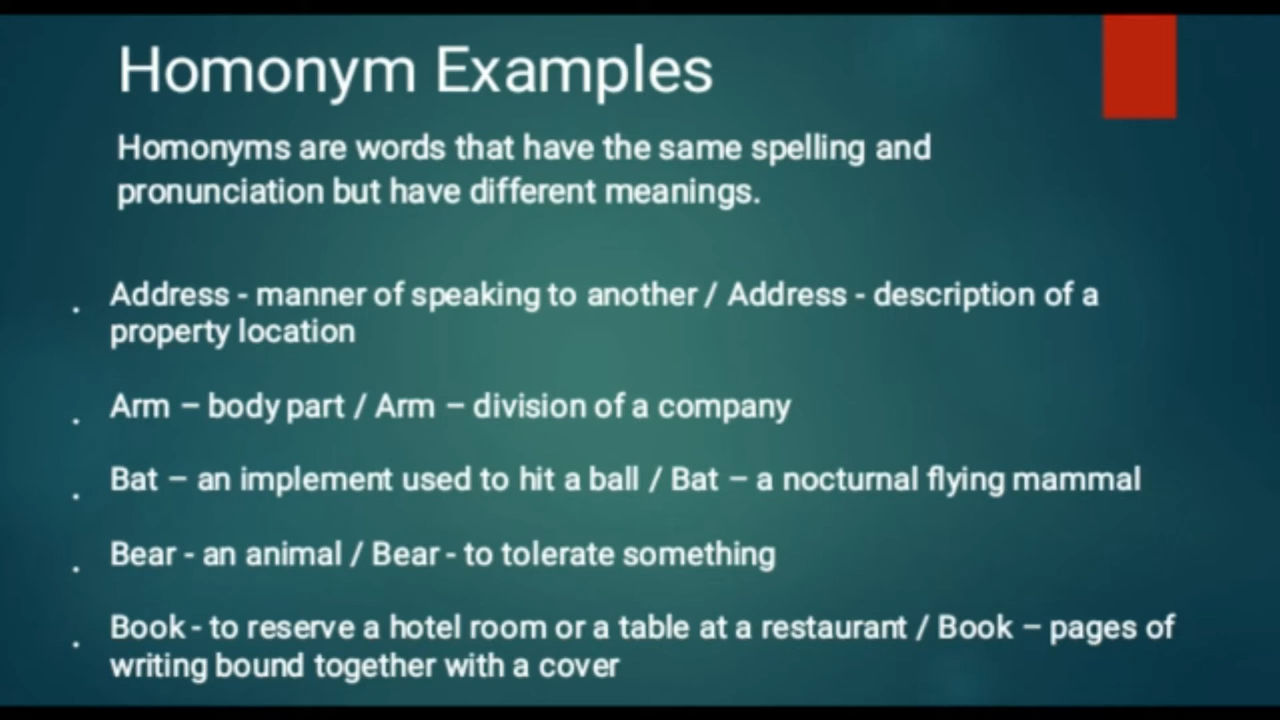 Homonym Examples
Homonyms are words that have the same spelling and
pronunciation but have different meanings.
. Address - manner of speaking to another / Address - description of a
property location
. Arm – body part / Arm – division of a company
. Bat – an implement used to hit a ball / Bat – a nocturnal flying mammal
. Bear - an animal / Bear - to tolerate something
. Book - to reserve a hotel room or a table at a restaurant / Book – pages of
writing bound together with a cover